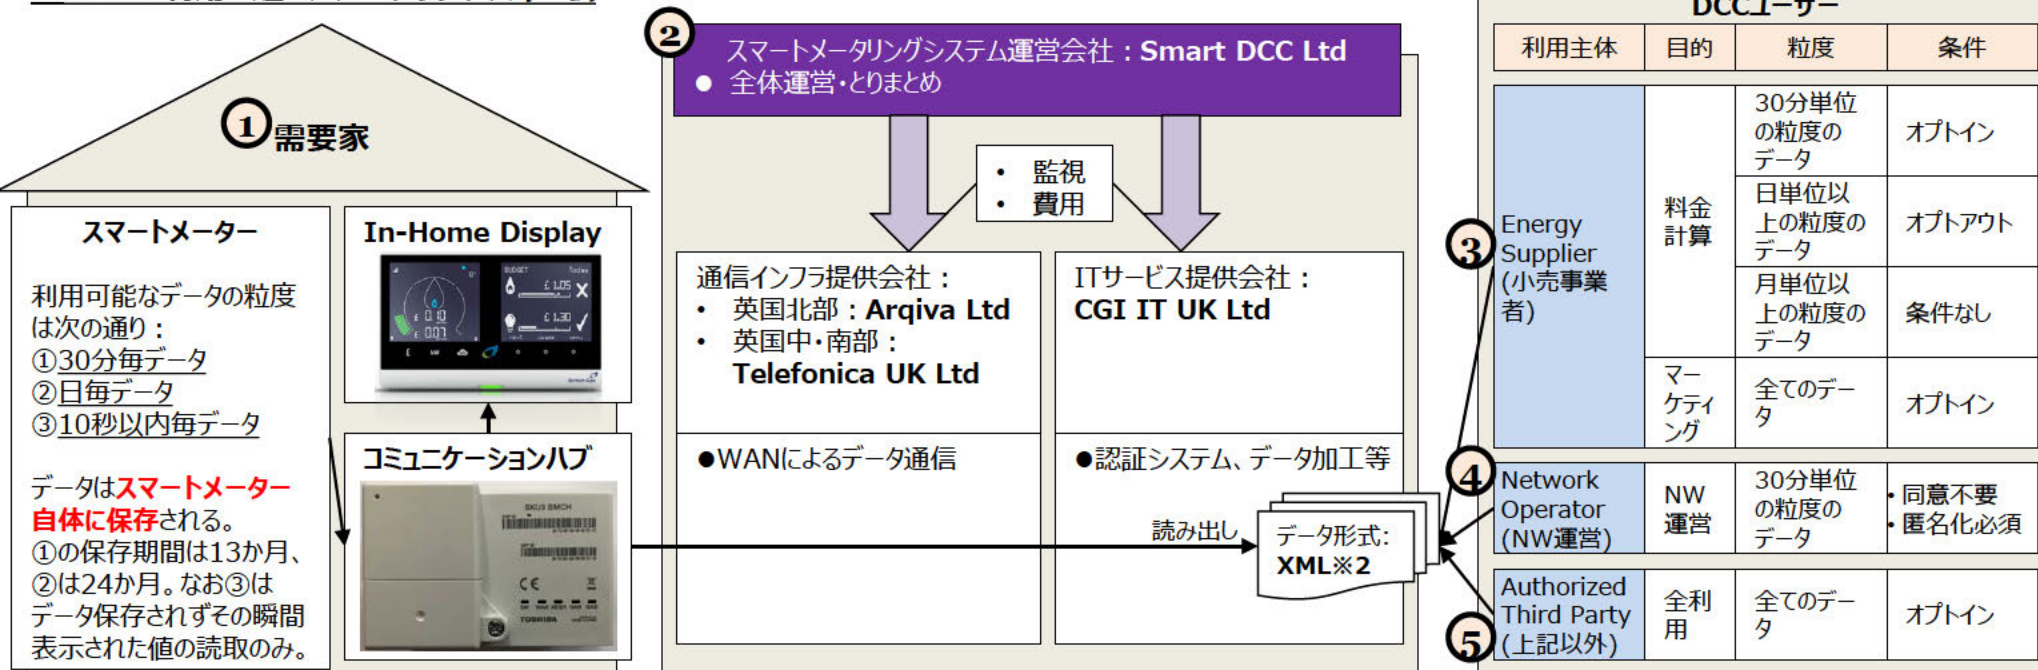 DCCユーザー
② スマートメータリングシステム運営会社：Smart DCC Ltd
● 全体運営・とりまとめ
① 需要家
スマートメーター
利用可能なデータの粒度
は次の通り：
①30分毎データ
②日毎データ
③10秒以内毎データ
データはスマートメーター
自体に保存される。
①の保存期間は13か月、
②は24か月。なお③は
データ保存されずその瞬間
表示された値の読取のみ。
In-Home Display
BUDGET Today
£ 1.05
£ 1.30
£ 0.10
£ 0.07
コミュニケーションハブ
SKU3 BMCH
CE
TOSHIBA
• 監視
• 費用
通信インフラ提供会社：
• 英国北部：Arqiva Ltd
• 英国中・南部：
Telefonica UK Ltd
●WANによるデータ通信
ITサービス提供会社：
CGI IT UK Ltd
●認証システム、データ加工等
読み出し
データ形式:
XML※2
利用主体 目的 粒度 条件
③
Energy
Supplier
(小売事業
者)
料金
計算
30分単位
の粒度の
データ
オプトイン
日単位以
上の粒度の
データ
オプトアウト
月単位以
上の粒度の
データ
条件なし
マー
ケティ
ング
全てのデー
タ
オプトイン
④
Network
Operator
(NW運営)
NW
運営
30分単位
の粒度の
データ
• 同意不要
• 匿名化必須
⑤
Authorized
Third Party
(上記以外)
全利
用
全てのデー
タ
オプトイン